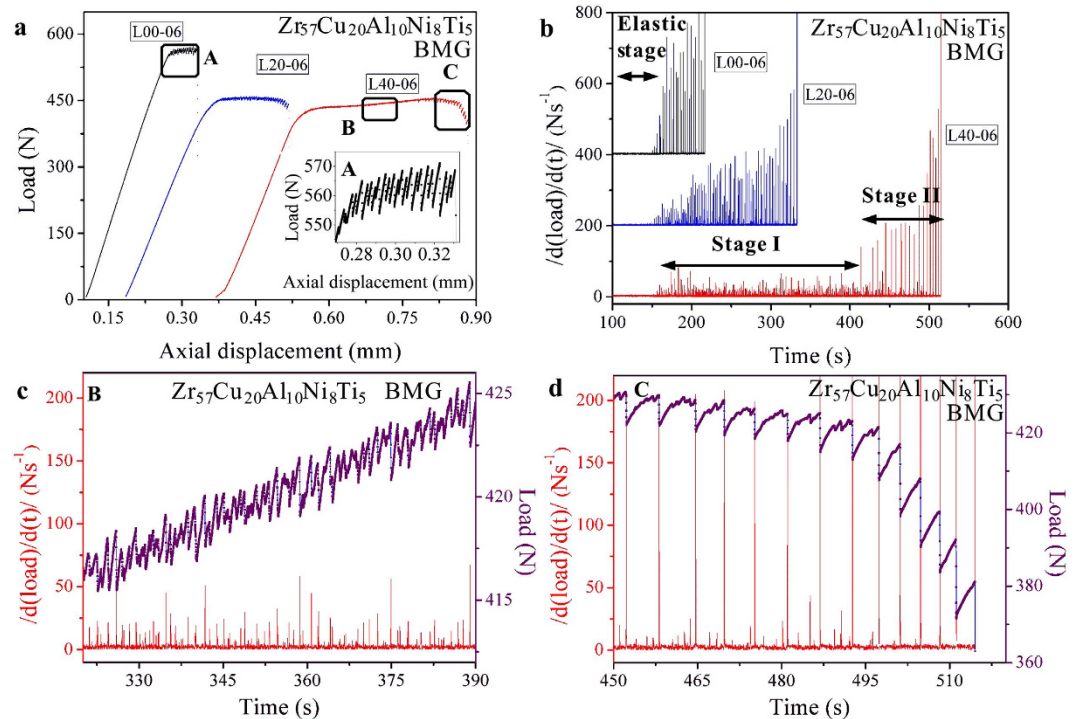 a
L00-06
Zr57Cu20Al10Ni8Ti5
BMG
A
L20-06
L40-06
C
B
600
450
300
150
0
Load (N)
0.15 0.30 0.45 0.60 0.75 0.90
Axial displacement (mm)
A
570
560
550
Load (N)
0.28 0.30 0.32
Axial displacement (mm)
b
Elastic
stage
Zr57Cu20Al10Ni8Ti5
BMG
L00-06
L20-06
L40-06
Stage II
Stage I
800
600
400
200
0
/d(load)/d(t)/ (Ns-1)
100 200 300 400 500 600
Time (s)
c
B
Zr57Cu20Al10Ni8Ti5 BMG
200
150
100
50
0
/d(load)/d(t)/ (Ns-1)
425
420
415
Load (N)
330 345 360 375 390
Time (s)
d
C
Zr57Cu20Al10Ni8Ti5
BMG
200
150
100
50
0
/d(load)/d(t)/ (Ns-1)
420
400
380
360
Load (N)
450 465 480 495 510
Time (s)